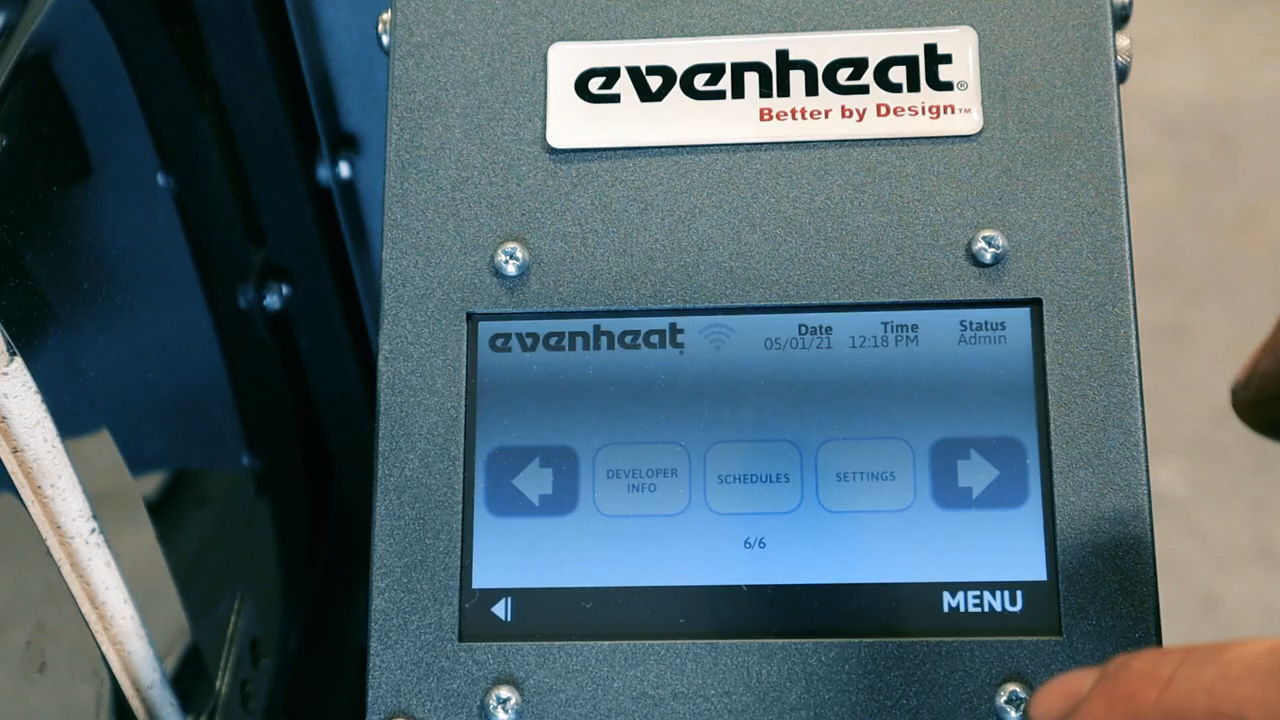 evenheat®
Better by Design™
evenheat
Date Time Status
05/01/21 12:18 PM Admin
DEVELOPER
INFO
SCHEDULES
SETTINGS
6/6
MENU